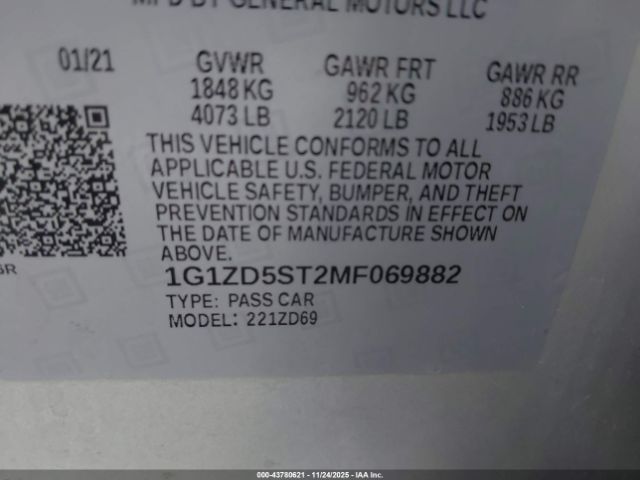 MFD BY GENERAL MOTORS LLC
01/21 GVWR GAWR FRT GAWR RR
1848 KG 962 KG 886 KG
4073 LB 2120 LB 1953 LB
THIS VEHICLE CONFORMS TO ALL
APPLICABLE U.S. FEDERAL MOTOR
VEHICLE SAFETY, BUMPER, AND THEFT
PREVENTION STANDARDS IN EFFECT ON
THE DATE OF MANUFACTURE SHOWN
ABOVE.
1G1ZD5ST2MF069882
TYPE: PASS CAR
MODEL: 221ZD69
000-43780621 - 11/24/2025 - IAA Inc.